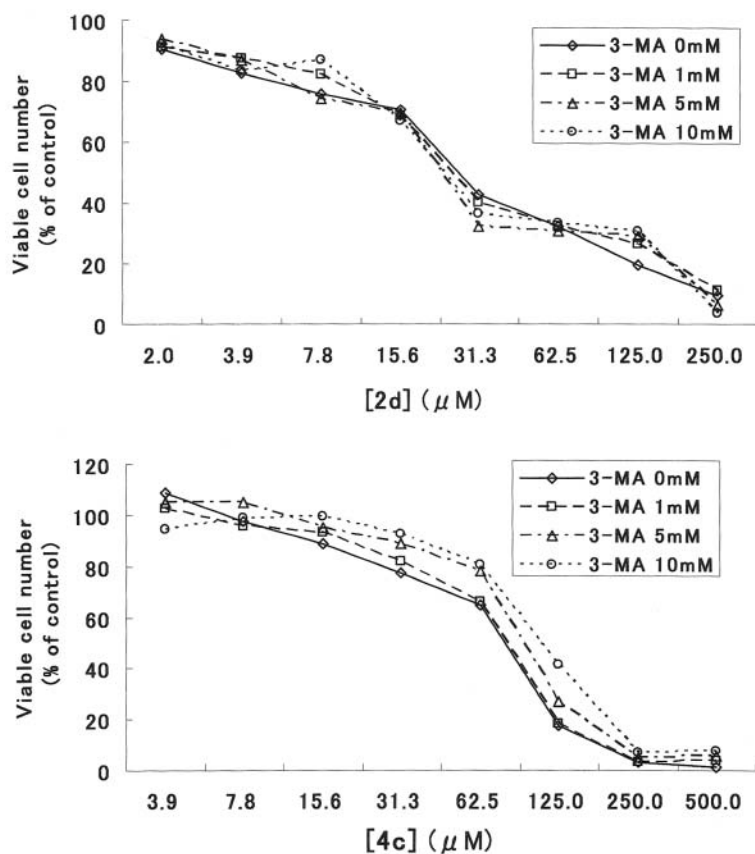 Viable cell number
(% of control)
100
80
60
40
20
0
3-MA 0mM
3-MA 1mM
3-MA 5mM
3-MA 10mM
2.0 3.9 7.8 15.6 31.3 62.5 125.0 250.0
[2d] (μM)
Viable cell number
(% of control)
120
100
80
60
40
20
0
3-MA 0mM
3-MA 1mM
3-MA 5mM
3-MA 10mM
3.9 7.8 15.6 31.3 62.5 125.0 250.0 500.0
[4c] (μM)